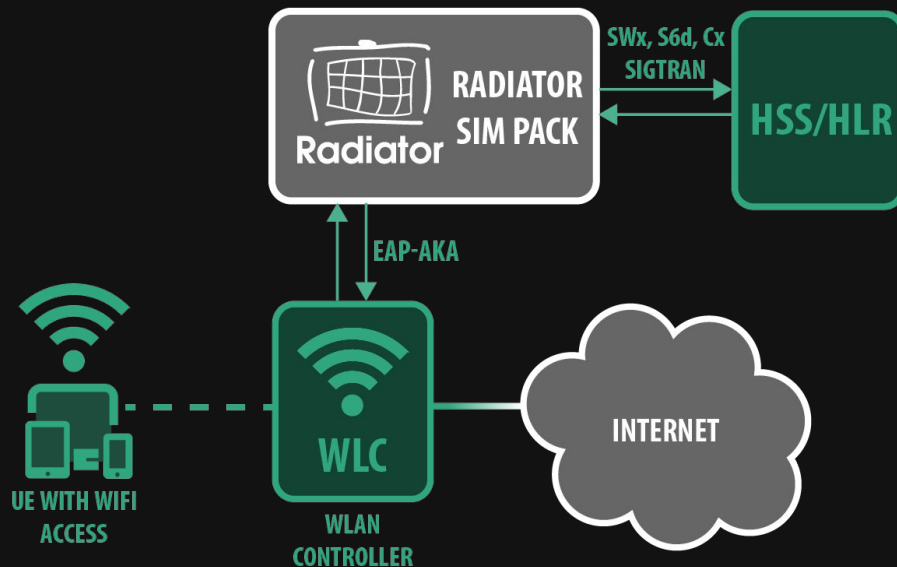 Radiator
RADIATOR
SIM PACK
SWx, S6d, Cx
SIGTRAN
HSS/HLR
EAP-AKA
UE WITH WIFI
ACCESS
WLC
WLAN
CONTROLLER
INTERNET